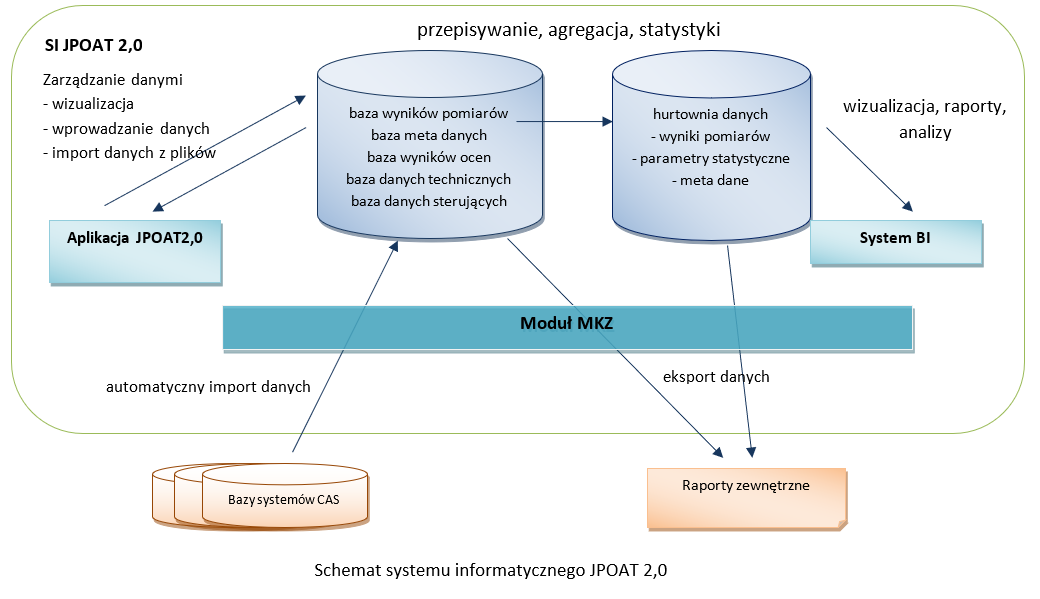 przepisywanie, agregacja, statystyki
SI JPOAT 2,0
Zarządzanie danymi
- wizualizacja
- wprowadzanie danych
- import danych z plików
baza wyników pomiarów
baza meta danych
baza wyników ocen
baza danych technicznych
baza danych sterujących
hurtownia danych
- wyniki pomiarów
- parametry statystyczne
- meta dane
wizualizacja, raporty,
analizy
Aplikacja JPOAT2,0
System BI
Moduł MKZ
automatyczny import danych
eksport danych
Bazy systemów CAS
Raporty zewnętrzne
Schemat systemu informatycznego JPOAT 2,0